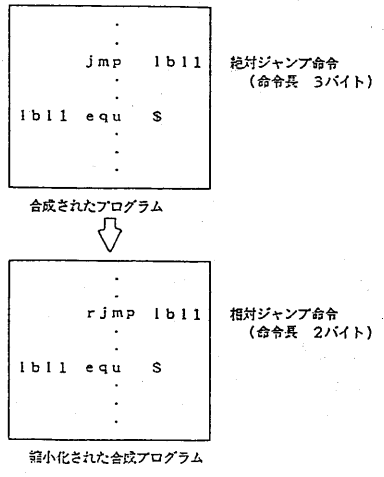 jmp lbl1 絶対ジャンプ命令
(命令長 3バイト)
lbl1 equ $
合成されたプログラム
rjmp lbl1 相対ジャンプ命令
(命令長 2バイト)
lbl1 equ $
縮小化された合成プログラム